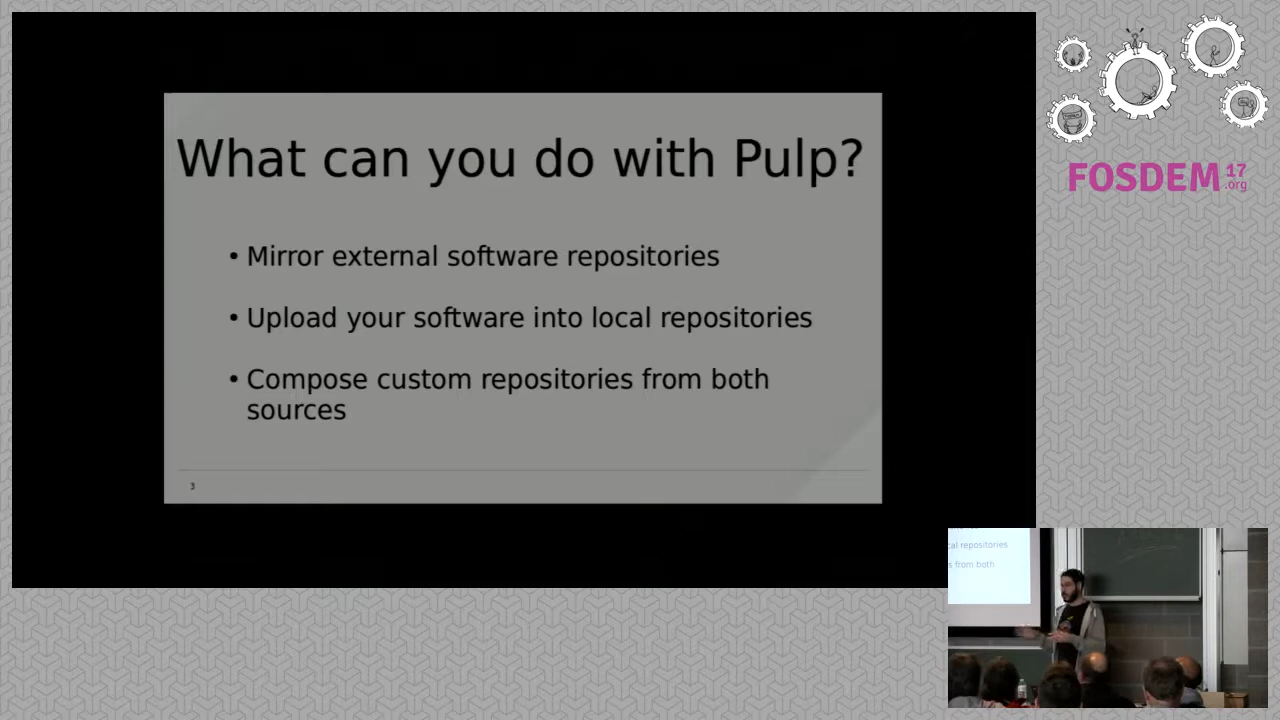 What can you do with Pulp?
• Mirror external software repositories
• Upload your software into local repositories
• Compose custom repositories from both
sources
3
FOSDEM 17
.org
cal repositories
s from both